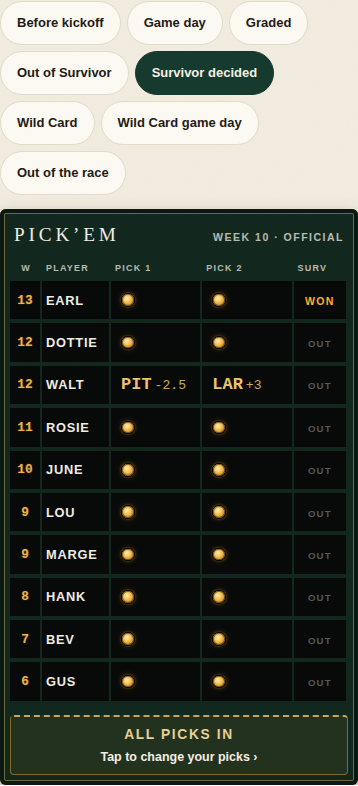 Before kickoff Game day Graded
Out of Survivor Survivor decided
Wild Card Wild Card game day
Out of the race
PICK’EM WEEK 10 · OFFICIAL
W PLAYER PICK 1 PICK 2 SURV
13 EARL WON
12 DOTTIE OUT
12 WALT PIT -2.5 LAR +3 OUT
11 ROSIE OUT
10 JUNE OUT
9 LOU OUT
9 MARGE OUT
8 HANK OUT
7 BEV OUT
6 GUS OUT
ALL PICKS IN
Tap to change your picks ›